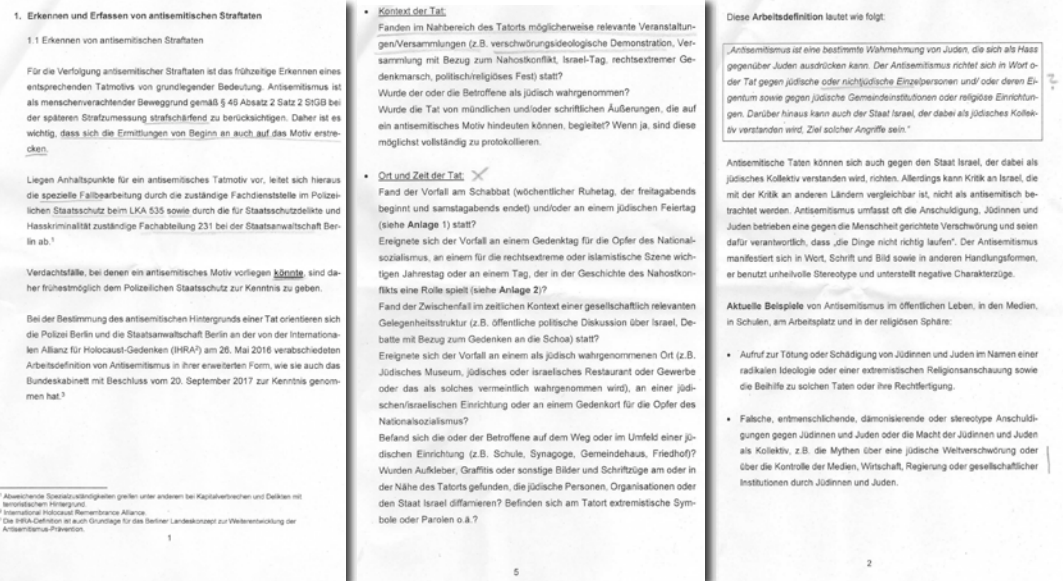 1. Erkennen und Erfassen von antisemitischen Straftaten
1.1 Erkennen von antisemitischen Straftaten
Für die Verfolgung antisemitischer Straftaten ist das frühzeitige Erkennen eines
entsprechenden Tatmotivs von grundlegender Bedeutung. Antisemitismus ist
als menschenverachtender Beweggrund gemäß § 46 Absatz 2 Satz 2 StGB bei
der späteren Strafzumessung strafschärfend zu berücksichtigen. Daher ist es
wichtig, dass sich die Ermittlungen von Beginn an auch auf das Motiv erstre-
cken.
Liegen Anhaltspunkte für ein antisemitisches Tatmotiv vor, leitet sich hieraus
die spezielle Fallbearbeitung durch die zuständige Fachdienststelle im Polizei-
lichen Staatsschutz beim LKA 535 sowie durch die für Staatsschutzdelikte und
Hasskriminalität zuständige Fachabteilung 231 bei der Staatsanwaltschaft Ber-
lin ab.¹
Verdachtsfälle, bei denen ein antisemitisches Motiv vorliegen könnte, sind da-
her frühestmöglich dem Polizeilichen Staatsschutz zur Kenntnis zu geben.
Bei der Bestimmung des antisemitischen Hintergrunds einer Tat orientieren sich
die Polizei Berlin und die Staatsanwaltschaft Berlin an der von der Internationa-
len Allianz für Holocaust-Gedenken (IHRA²) am 26. Mai 2016 verabschiedeten
Arbeitsdefinition von Antisemitismus in ihrer erweiterten Form, wie sie auch das
Bundeskabinett mit Beschluss vom 20. September 2017 zur Kenntnis genom-
men hat.³
¹ Abweichende Spezialzuständigkeiten greifen unter anderem bei Kapitalverbrechen und Delikten mit
terroristischem Hintergrund.
² International Holocaust Remembrance Alliance.
³ Die IHRA-Definition ist auch Grundlage für das Berliner Landeskonzept zur Weiterentwicklung der
Antisemitismus-Prävention.
1
• Kontext der Tat:
Fanden im Nahbereich des Tatorts möglicherweise relevante Veranstaltun-
gen/Versammlungen (z.B. verschwörungsideologische Demonstration, Ver-
sammlung mit Bezug zum Nahostkonflikt, Israel-Tag, rechtsextremer Ge-
denkmarsch, politisch/religiöses Fest) statt?
Wurde der oder die Betroffene als jüdisch wahrgenommen?
Wurde die Tat von mündlichen und/oder schriftlichen Äußerungen, die auf
ein antisemitisches Motiv hindeuten können, begleitet? Wenn ja, sind diese
möglichst vollständig zu protokollieren.
• Ort und Zeit der Tat:
Fand der Vorfall am Schabbat (wöchentlicher Ruhetag, der freitagabends
beginnt und samstagabends endet) und/oder an einem jüdischen Feiertag
(siehe Anlage 1) statt?
Ereignete sich der Vorfall an einem Gedenktag für die Opfer des National-
sozialismus, an einem für die rechtsextreme oder islamistische Szene wich-
tigen Jahrestag oder an einem Tag, der in der Geschichte des Nahostkon-
flikts eine Rolle spielt (siehe Anlage 2)?
Fand der Zwischenfall im zeitlichen Kontext einer gesellschaftlich relevanten
Gelegenheitsstruktur (z.B. öffentliche politische Diskussion über Israel, De-
batte mit Bezug zum Gedenken an die Schoa) statt?
Ereignete sich der Vorfall an einem als jüdisch wahrgenommenen Ort (z.B.
Jüdisches Museum, jüdisches oder israelisches Restaurant oder Gewerbe
oder das als solches vermeintlich wahrgenommen wird), an einer jüdi-
schen/israelischen Einrichtung oder an einem Gedenkort für die Opfer des
Nationalsozialismus?
Befand sich die oder der Betroffene auf dem Weg oder im Umfeld einer jü-
dischen Einrichtung (z.B. Schule, Synagoge, Gemeindehaus, Friedhof)?
Wurden Aufkleber, Graffitis oder sonstige Bilder und Schriftzüge am oder in
der Nähe des Tatorts gefunden, die jüdische Personen, Organisationen oder
den Staat Israel diffamieren? Befinden sich am Tatort extremistische Sym-
bole oder Parolen o.ä.?
5
Diese Arbeitsdefinition lautet wie folgt:
„Antisemitismus ist eine bestimmte Wahrnehmung von Juden, die sich als Hass
gegenüber Juden ausdrücken kann. Der Antisemitismus richtet sich in Wort o-
der Tat gegen jüdische oder nichtjüdische Einzelpersonen und/ oder deren Ei-
gentum sowie gegen jüdische Gemeindeinstitutionen oder religiöse Einrichtun-
gen. Darüber hinaus kann auch der Staat Israel, der dabei als jüdisches Kollek-
tiv verstanden wird, Ziel solcher Angriffe sein."
?
Antisemitische Taten können sich auch gegen den Staat Israel, der dabei als
jüdisches Kollektiv verstanden wird, richten. Allerdings kann Kritik an Israel, die
mit der Kritik an anderen Ländern vergleichbar ist, nicht als antisemitisch be-
trachtet werden. Antisemitismus umfasst oft die Anschuldigung, Jüdinnen und
Juden betrieben eine gegen die Menschheit gerichtete Verschwörung und seien
dafür verantwortlich, dass „die Dinge nicht richtig laufen". Der Antisemitismus
manifestiert sich in Wort, Schrift und Bild sowie in anderen Handlungsformen,
er benutzt unheilvolle Stereotype und unterstellt negative Charakterzüge.
Aktuelle Beispiele von Antisemitismus im öffentlichen Leben, in den Medien,
in Schulen, am Arbeitsplatz und in der religiösen Sphäre:
• Aufruf zur Tötung oder Schädigung von Jüdinnen und Juden im Namen einer
radikalen Ideologie oder einer extremistischen Religionsanschauung sowie
die Beihilfe zu solchen Taten oder ihre Rechtfertigung.
• Falsche, entmenschlichende, dämonisierende oder stereotype Anschuldi-
gungen gegen Jüdinnen und Juden oder die Macht der Jüdinnen und Juden
als Kollektiv, z.B. die Mythen über eine jüdische Weltverschwörung oder
über die Kontrolle der Medien, Wirtschaft, Regierung oder gesellschaftlicher
Institutionen durch Jüdinnen und Juden.
2